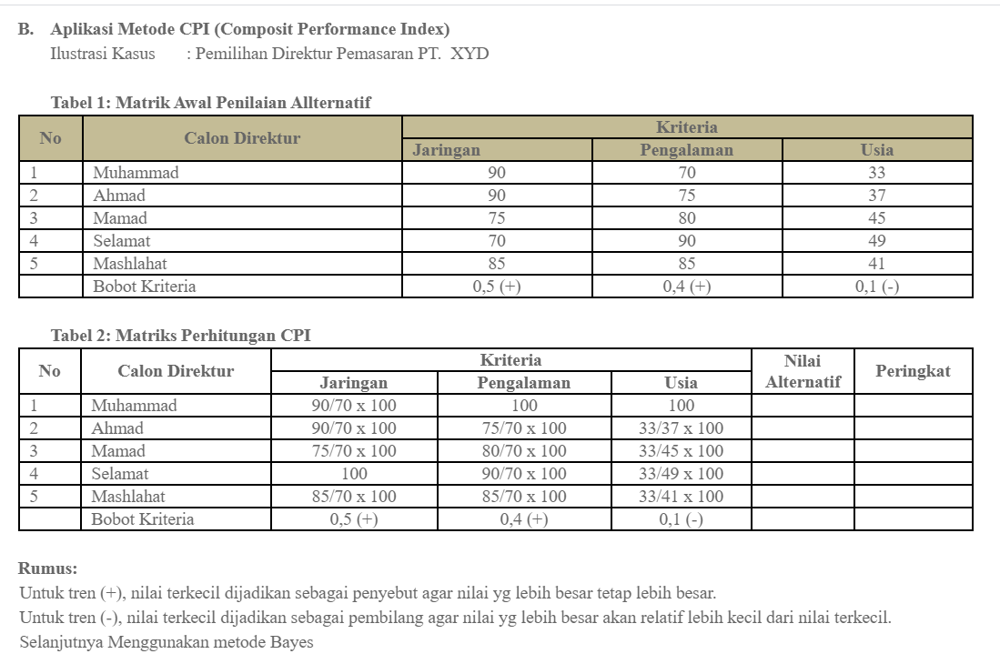 B. Aplikasi Metode CPI (Composit Performance Index)
Ilustrasi Kasus : Pemilihan Direktur Pemasaran PT. XYD
Tabel 1: Matrik Awal Penilaian Allternatif
No Calon Direktur Kriteria
Jaringan Pengalaman Usia
1 Muhammad 90 70 33
2 Ahmad 90 75 37
3 Mamad 75 80 45
4 Selamat 70 90 49
5 Mashlahat 85 85 41
Bobot Kriteria 0,5 (+) 0,4 (+) 0,1 (-)
Tabel 2: Matriks Perhitungan CPI
No Calon Direktur Kriteria Nilai Alternatif Peringkat
Jaringan Pengalaman Usia
1 Muhammad 90/70 x 100 100 100
2 Ahmad 90/70 x 100 75/70 x 100 33/37 x 100
3 Mamad 75/70 x 100 80/70 x 100 33/45 x 100
4 Selamat 100 90/70 x 100 33/49 x 100
5 Mashlahat 85/70 x 100 85/70 x 100 33/41 x 100
Bobot Kriteria 0,5 (+) 0,4 (+) 0,1 (-)
Rumus:
Untuk tren (+), nilai terkecil dijadikan sebagai penyebut agar nilai yg lebih besar tetap lebih besar.
Untuk tren (-), nilai terkecil dijadikan sebagai pembilang agar nilai yg lebih besar akan relatif lebih kecil dari nilai terkecil.
Selanjutnya Menggunakan metode Bayes